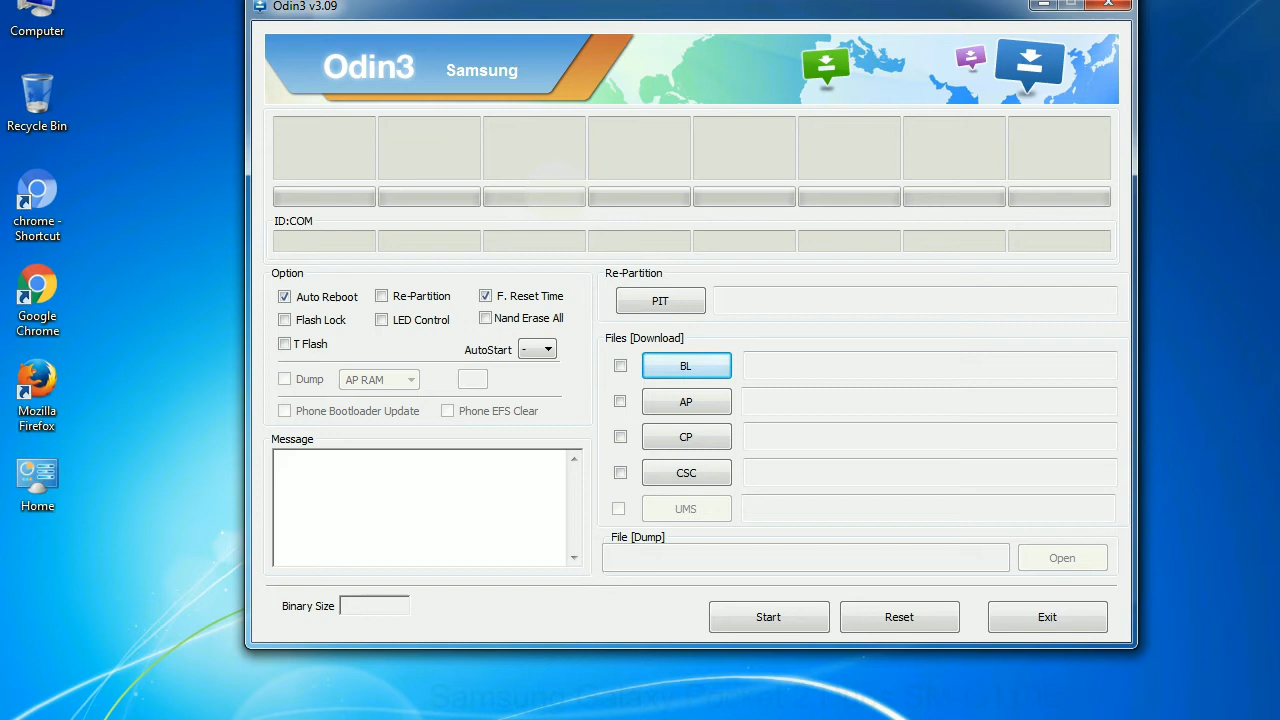 Odin3 v3.09
Computer
Recycle Bin
chrome -
Shortcut
Google
Chrome
Mozilla
Firefox
Home
Odin3
Samsung
ID:COM
Option
Auto Reboot
Re-Partition
F. Reset Time
Flash Lock
LED Control
Nand Erase All
T Flash
AutoStart
-
Dump
AP RAM
Phone Bootloader Update
Phone EFS Clear
Message
Re-Partition
PIT
Files [Download]
BL
AP
CP
CSC
UMS
File [Dump]
Open
Binary Size
Start
Reset
Exit
Samsung Galaxy Pocket